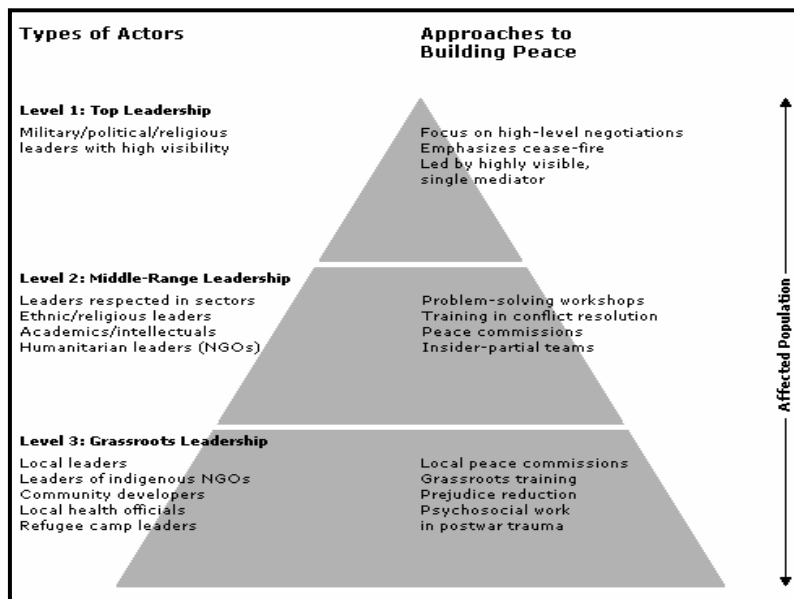 Types of Actors
Approaches to
Building Peace
Level 1: Top Leadership
Military/political/religious
leaders with high visibility
Focus on high-level negotiations
Emphasizes cease-fire
Led by highly visible,
single mediator
Level 2: Middle-Range Leadership
Leaders respected in sectors
Ethnic/religious leaders
Academics/intellectuals
Humanitarian leaders (NGOs)
Problem-solving workshops
Training in conflict resolution
Peace commissions
Insider-partial teams
Level 3: Grassroots Leadership
Local leaders
Leaders of indigenous NGOs
Community developers
Local health officials
Refugee camp leaders
Local peace commissions
Grassroots training
Prejudice reduction
Psychosocial work
in postwar trauma
Affected Population